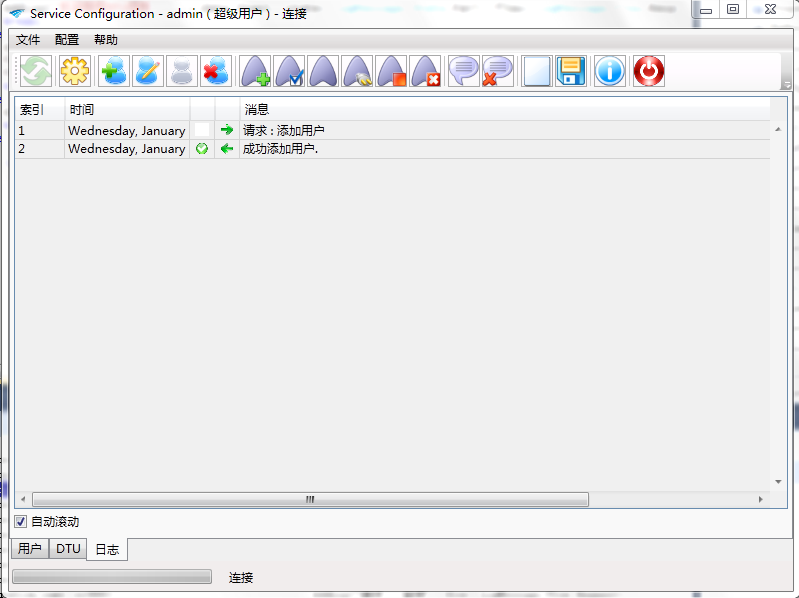 Service Configuration - admin ( 超级用户 ) - 连接
文件 配置 帮助
索引 时间 消息
1 Wednesday, January 请求 : 添加用户
2 Wednesday, January 成功添加用户.
自动滚动
用户 DTU 日志
连接